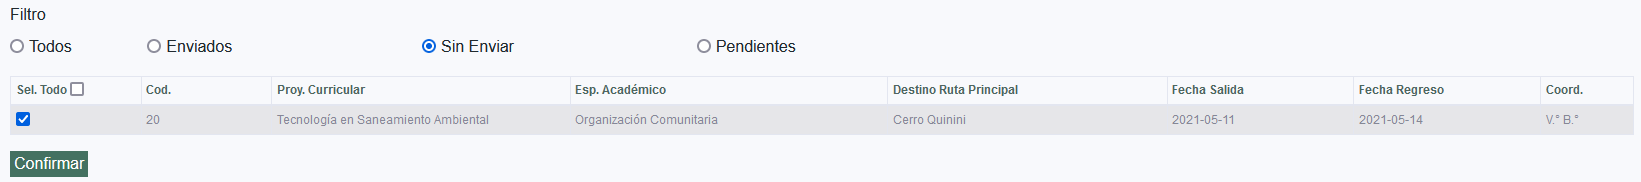 Filtro
Todos Enviados Sin Enviar Pendientes
Sel. Todo Cod. Proy. Curricular Esp. Académico Destino Ruta Principal Fecha Salida Fecha Regreso Coord.
20 Tecnología en Saneamiento Ambiental Organización Comunitaria Cerro Quinini 2021-05-11 2021-05-14 V.° B.°
Confirmar